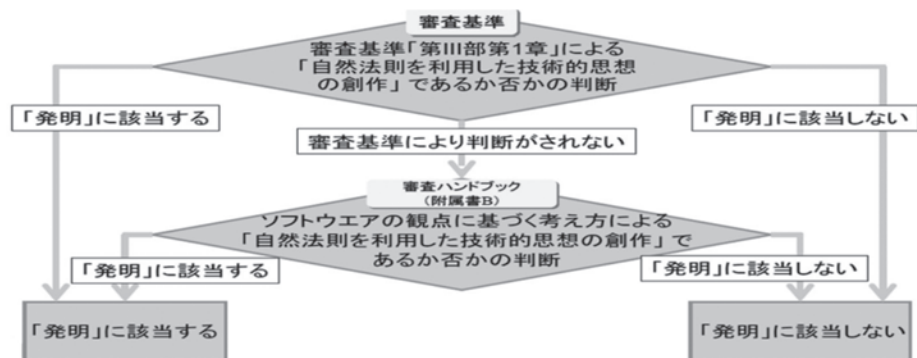 審査基準
審査基準「第III部第1章」による
「自然法則を利用した技術的思想
の創作」であるか否かの判断
「発明」に該当する
「発明」に該当しない
審査基準により判断がされない
審査ハンドブック
(附属書B)
ソフトウエアの観点に基づく考え方による
「自然法則を利用した技術的思想の創作」で
あるか否かの判断
「発明」に該当する
「発明」に該当しない
「発明」に該当する
「発明」に該当しない